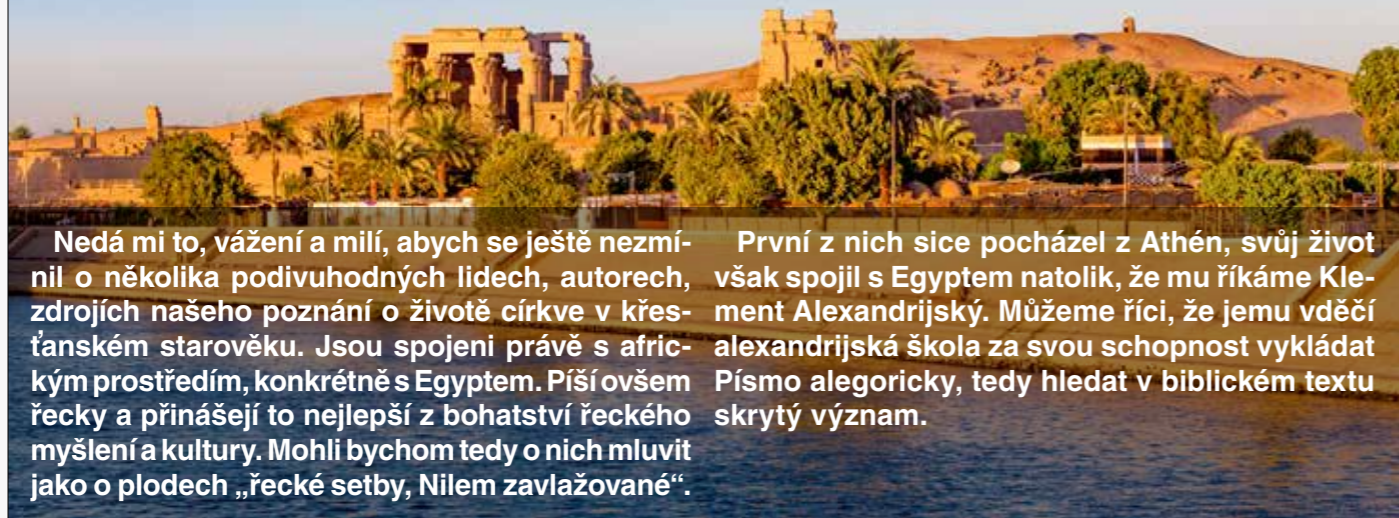 Nedá mi to, vážení a milí, abych se ještě nezmí-
nil o několika podivuhodných lidech, autorech,
zdrojích našeho poznání o životě církve v křes-
ťanském starověku. Jsou spojeni právě s afric-
kým prostředím, konkrétně s Egyptem. Píší ovšem
řecky a přinášejí to nejlepší z bohatství řeckého
myšlení a kultury. Mohli bychom tedy o nich mluvit
jako o plodech „řecké setby, Nilem zavlažované“.
První z nich sice pocházel z Athén, svůj život
však spojil s Egyptem natolik, že mu říkáme Kle-
ment Alexandrijský. Můžeme říci, že jemu vděčí
alexandrijská škola za svou schopnost vykládat
Písmo alegoricky, tedy hledat v biblickém textu
skrytý význam.